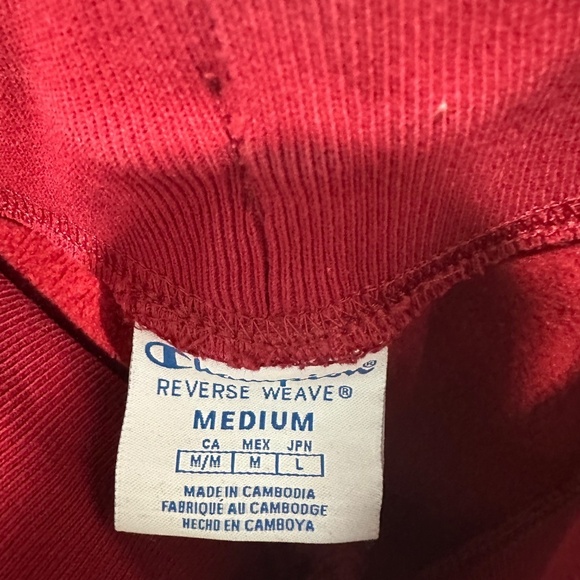 Champion®
REVERSE WEAVE®
MEDIUM
CA MEX JPN
M/M M L
MADE IN CAMBODIA
FABRIQUÉ AU CAMBODGE
HECHO EN CAMBOYA